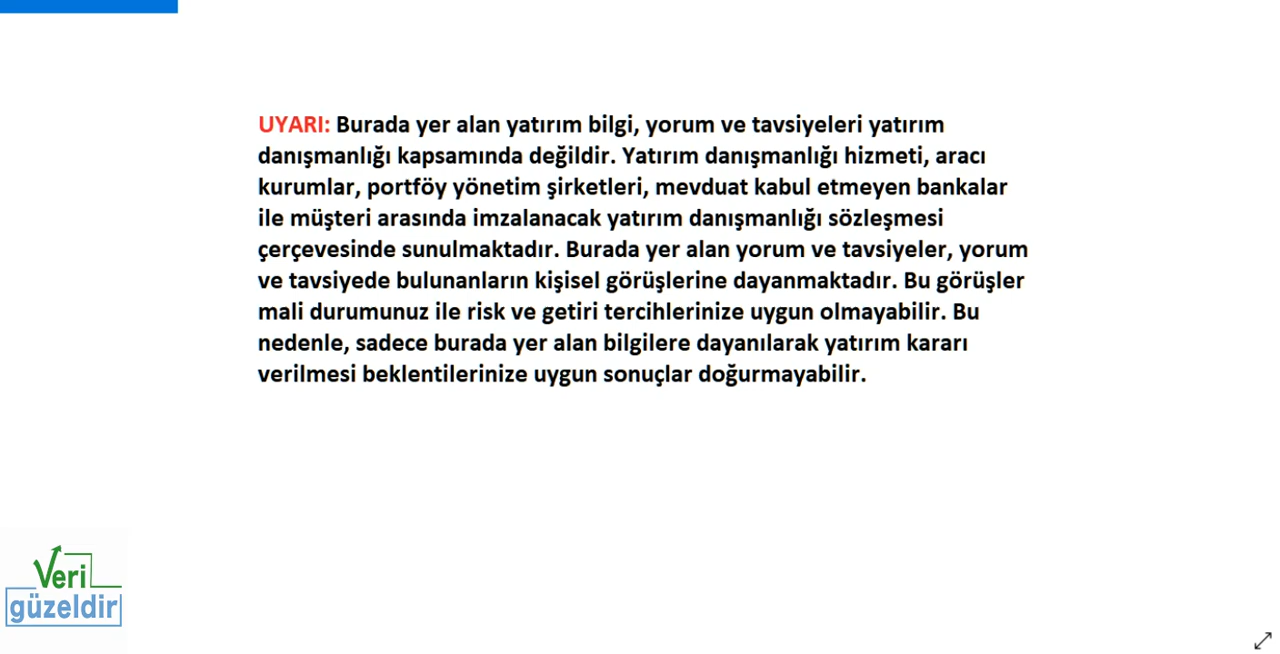 UYARI: Burada yer alan yatırım bilgi, yorum ve tavsiyeleri yatırım
danışmanlığı kapsamında değildir. Yatırım danışmanlığı hizmeti, aracı
kurumlar, portföy yönetim şirketleri, mevduat kabul etmeyen bankalar
ile müşteri arasında imzalanacak yatırım danışmanlığı sözleşmesi
çerçevesinde sunulmaktadır. Burada yer alan yorum ve tavsiyeler, yorum
ve tavsiyede bulunanların kişisel görüşlerine dayanmaktadır. Bu görüşler
mali durumunuz ile risk ve getiri tercihlerinize uygun olmayabilir. Bu
nedenle, sadece burada yer alan bilgilere dayanılarak yatırım kararı
verilmesi beklentilerinize uygun sonuçlar doğurmayabilir.
Veri
güzeldir